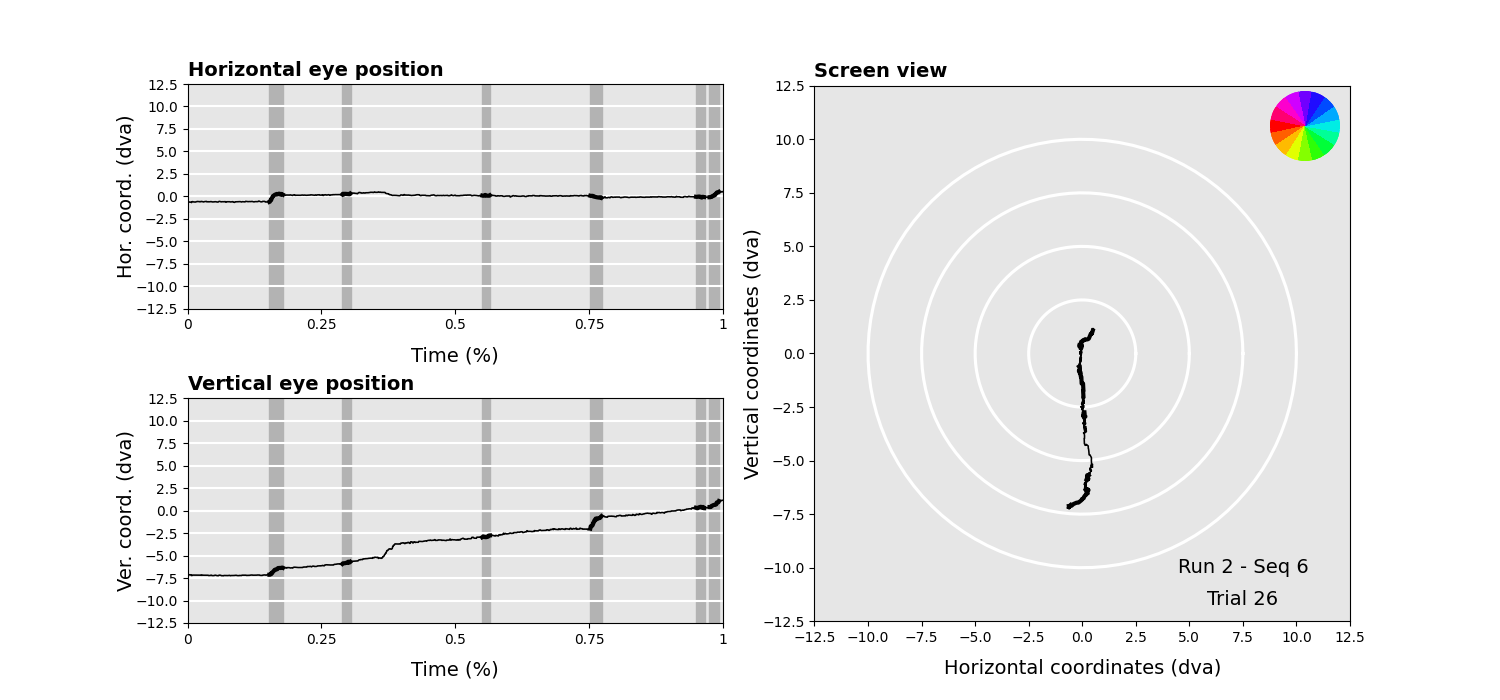 Horizontal eye position
Hor. coord. (dva)
12.5
10.0
7.5
5.0
2.5
0.0
−2.5
−5.0
−7.5
−10.0
−12.5
0 0.25 0.5 0.75 1
Time (%)
Vertical eye position
Ver. coord. (dva)
12.5
10.0
7.5
5.0
2.5
0.0
−2.5
−5.0
−7.5
−10.0
−12.5
0 0.25 0.5 0.75 1
Time (%)
Screen view
Vertical coordinates (dva)
12.5
10.0
7.5
5.0
2.5
0.0
−2.5
−5.0
−7.5
−10.0
−12.5
Run 2 - Seq 6
Trial 26
−12.5 −10.0 −7.5 −5.0 −2.5 0.0 2.5 5.0 7.5 10.0 12.5
Horizontal coordinates (dva)